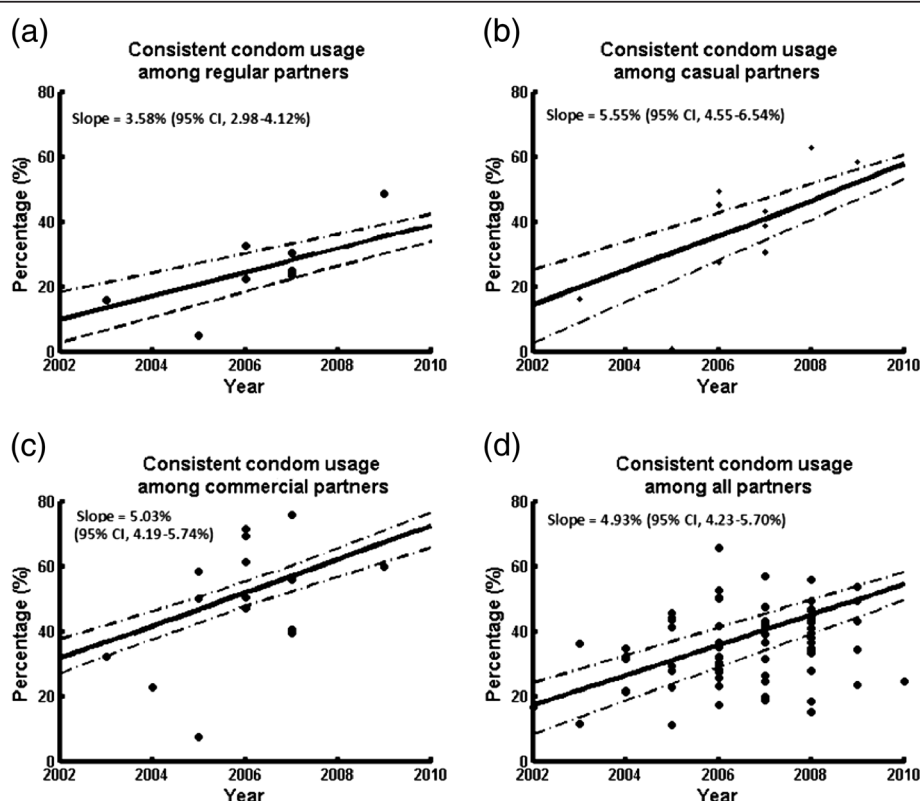 (a)
Consistent condom usage
among regular partners
Slope = 3.58% (95% CI, 2.98-4.12%)
Percentage (%)
80
60
40
20
0
2002 2004 2006 2008 2010
Year
(b)
Consistent condom usage
among casual partners
Slope = 5.55% (95% CI, 4.55-6.54%)
Percentage (%)
80
60
40
20
0
2002 2004 2006 2008 2010
Year
(c)
Consistent condom usage
among commercial partners
Slope = 5.03%
(95% CI, 4.19-5.74%)
Percentage (%)
80
60
40
20
0
2002 2004 2006 2008 2010
Year
(d)
Consistent condom usage
among all partners
Slope = 4.93% (95% CI, 4.23-5.70%)
Percentage (%)
80
60
40
20
0
2002 2004 2006 2008 2010
Year